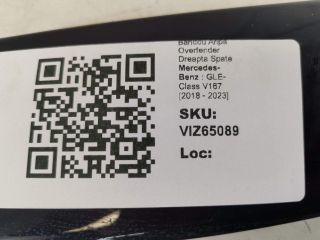 Bandou Aripa
Overfender
Dreapta Spate
Mercedes-
Benz : GLE-
Class V167
[2018 - 2023]
SKU:
VIZ65089
Loc: